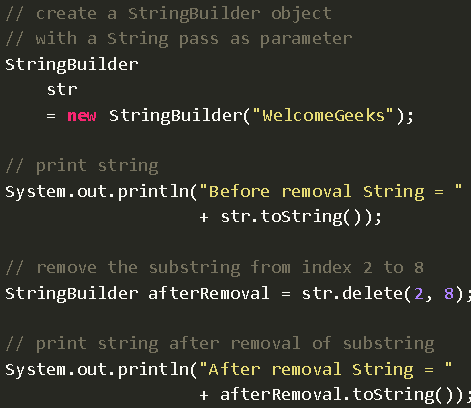 // create a StringBuilder object
// with a String pass as parameter
StringBuilder
str
= new StringBuilder("WelcomeGeeks");
// print string
System.out.println("Before removal String = "
+ str.toString());
// remove the substring from index 2 to 8
StringBuilder afterRemoval = str.delete(2, 8);
// print string after removal of substring
System.out.println("After removal String = "
+ afterRemoval.toString());